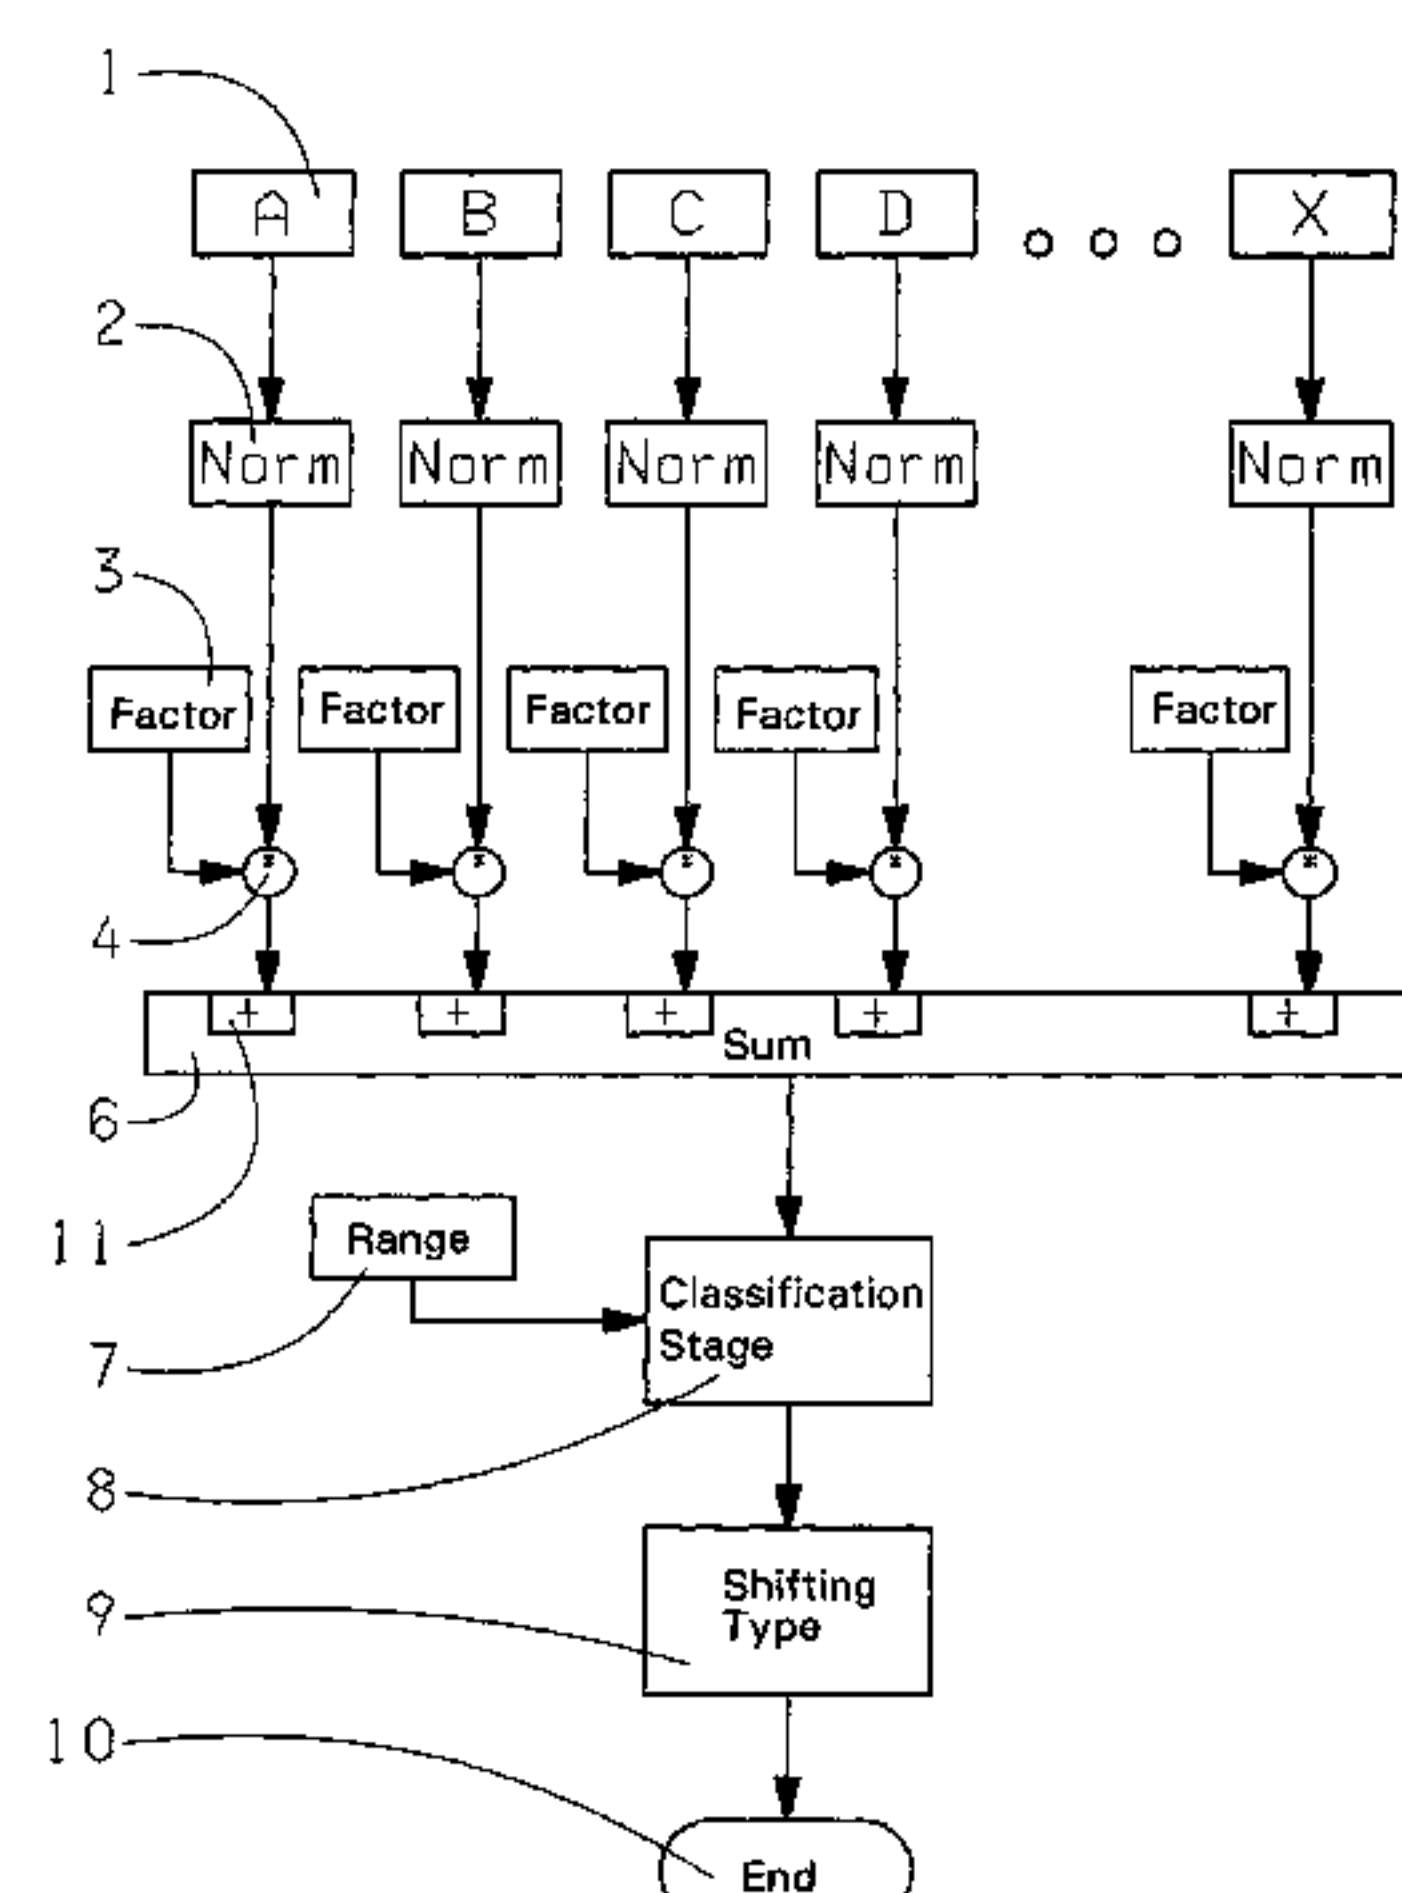 1
A B C D X
2
Norm Norm Norm Norm Norm
3
Factor Factor Factor Factor Factor
* * * * *
4
+ + + + +
Sum
6
11
Range
Classification
Stage
7
8
Shifting
Type
9
10
End